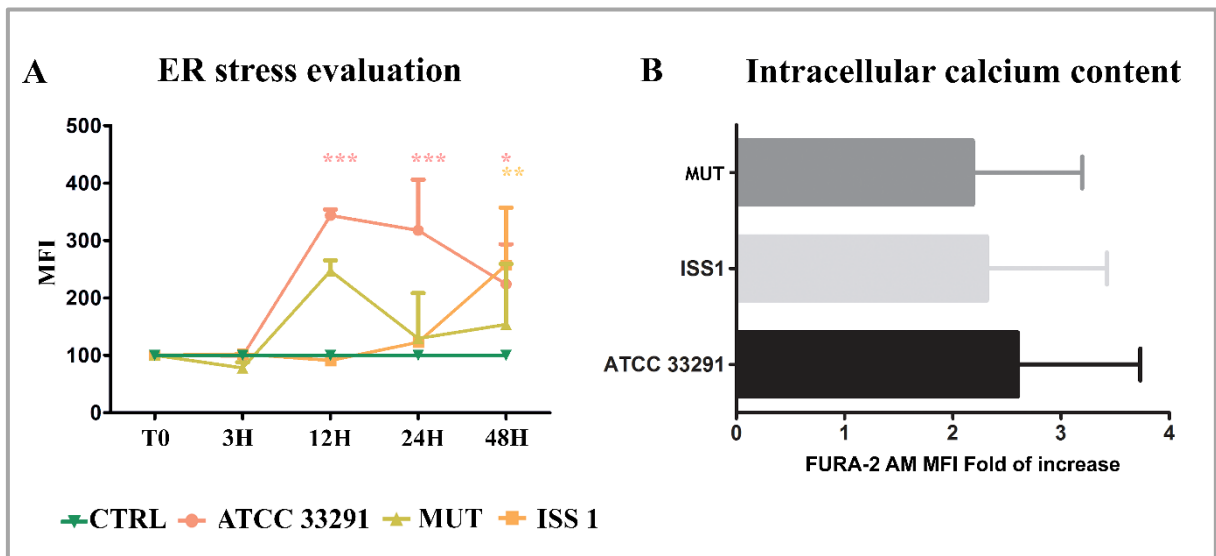 A
ER stress evaluation
B
Intracellular calcium content
500
400
300
200
100
0
MFI
***
***
*
**
T0 3H 12H 24H 48H
CTRL ATCC 33291 MUT ISS 1
MUT
ISS1
ATCC 33291
0 1 2 3 4
FURA-2 AM MFI Fold of increase